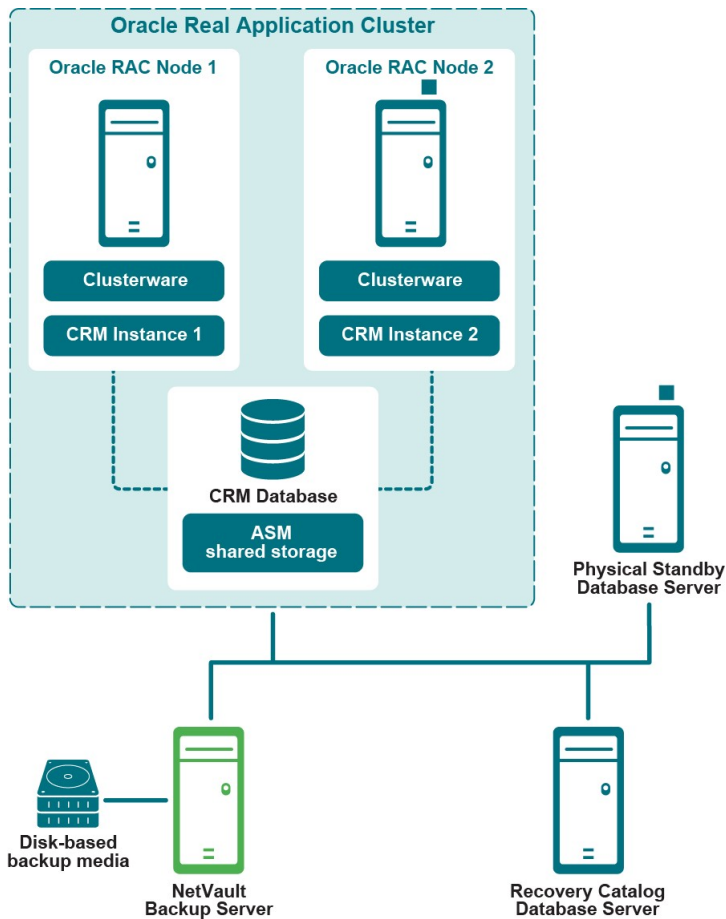 Oracle Real Application Cluster
Oracle RAC Node 1
Oracle RAC Node 2
Clusterware
Clusterware
CRM Instance 1
CRM Instance 2
CRM Database
ASM
shared storage
Physical Standby
Database Server
Disk-based
backup media
NetVault
Backup Server
Recovery Catalog
Database Server